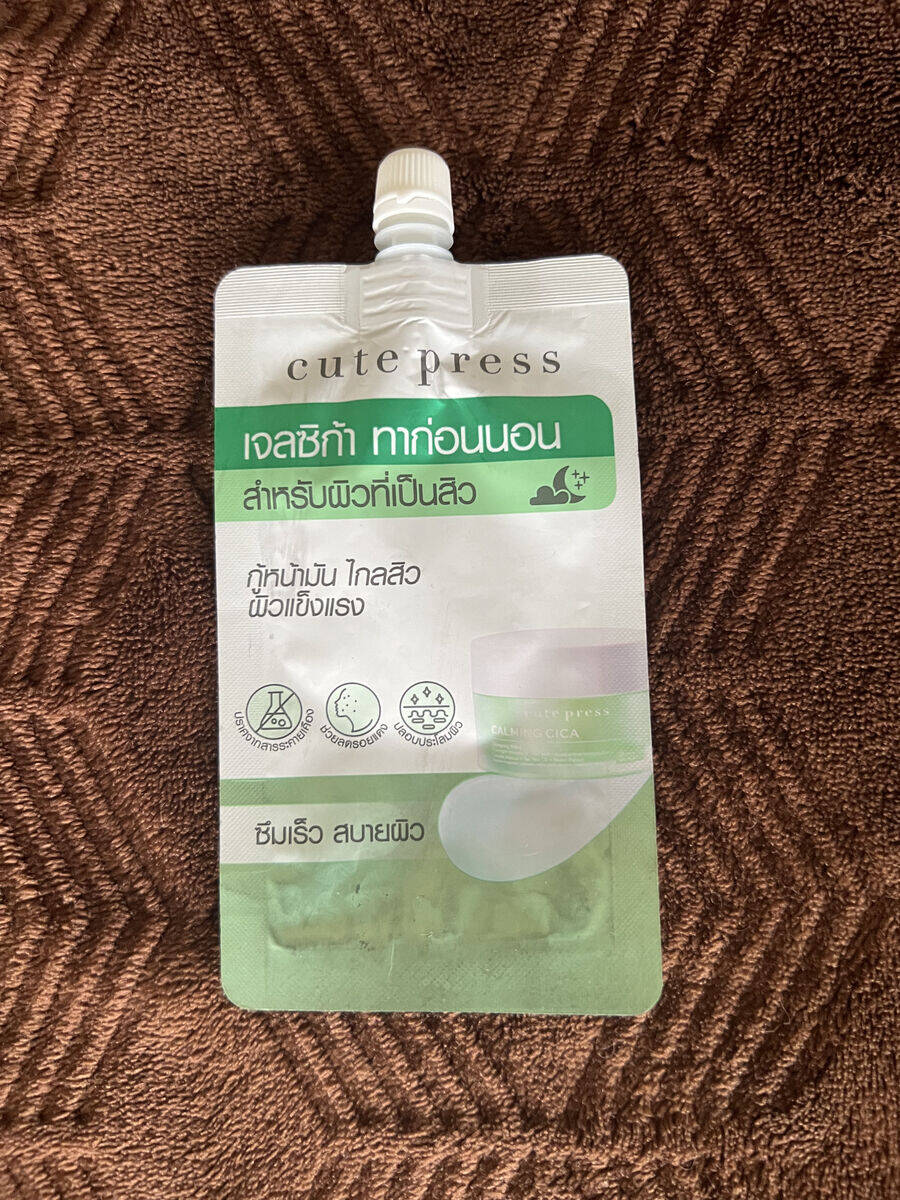 cute press
เจลซิก้า ทาก่อนนอน
สำหรับผิวที่เป็นสิว
กู้หน้ามัน ไกลสิว
ผิวแข็งแรง
ปราศจากสารระคายเคือง
ช่วยลดรอยแดง
ปลอบประโลมผิว
cute press
CALMING CICA
ซึมเร็ว สบายผิว